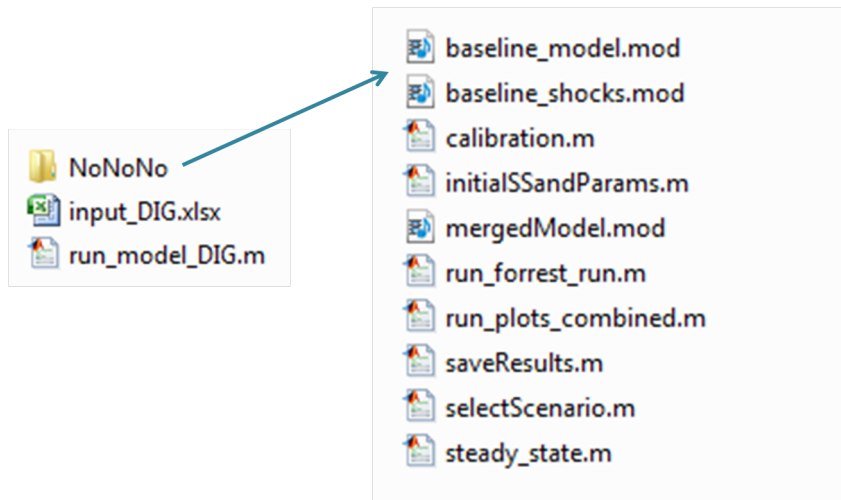 NoNoNo
input_DIG.xlsx
run_model_DIG.m
baseline_model.mod
baseline_shocks.mod
calibration.m
initialSSandParams.m
mergedModel.mod
run_forrest_run.m
run_plots_combined.m
saveResults.m
selectScenario.m
steady_state.m